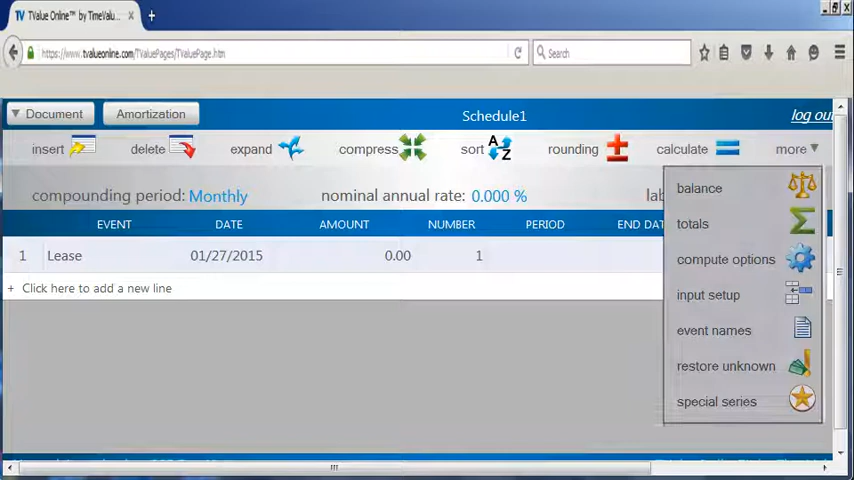 TV TValue Online™ by TimeValu... × +
https://www.tvalueonline.com/TValuePages/TValuePage.htm
Search
Document Amortization Schedule1 log out
insert delete expand compress sort A Z rounding calculate more
compounding period: Monthly nominal annual rate: 0.000 % lab
balance
EVENT DATE AMOUNT NUMBER PERIOD END DAT
totals
1 Lease 01/27/2015 0.00 1
compute options
+ Click here to add a new line
input setup
event names
restore unknown
special series